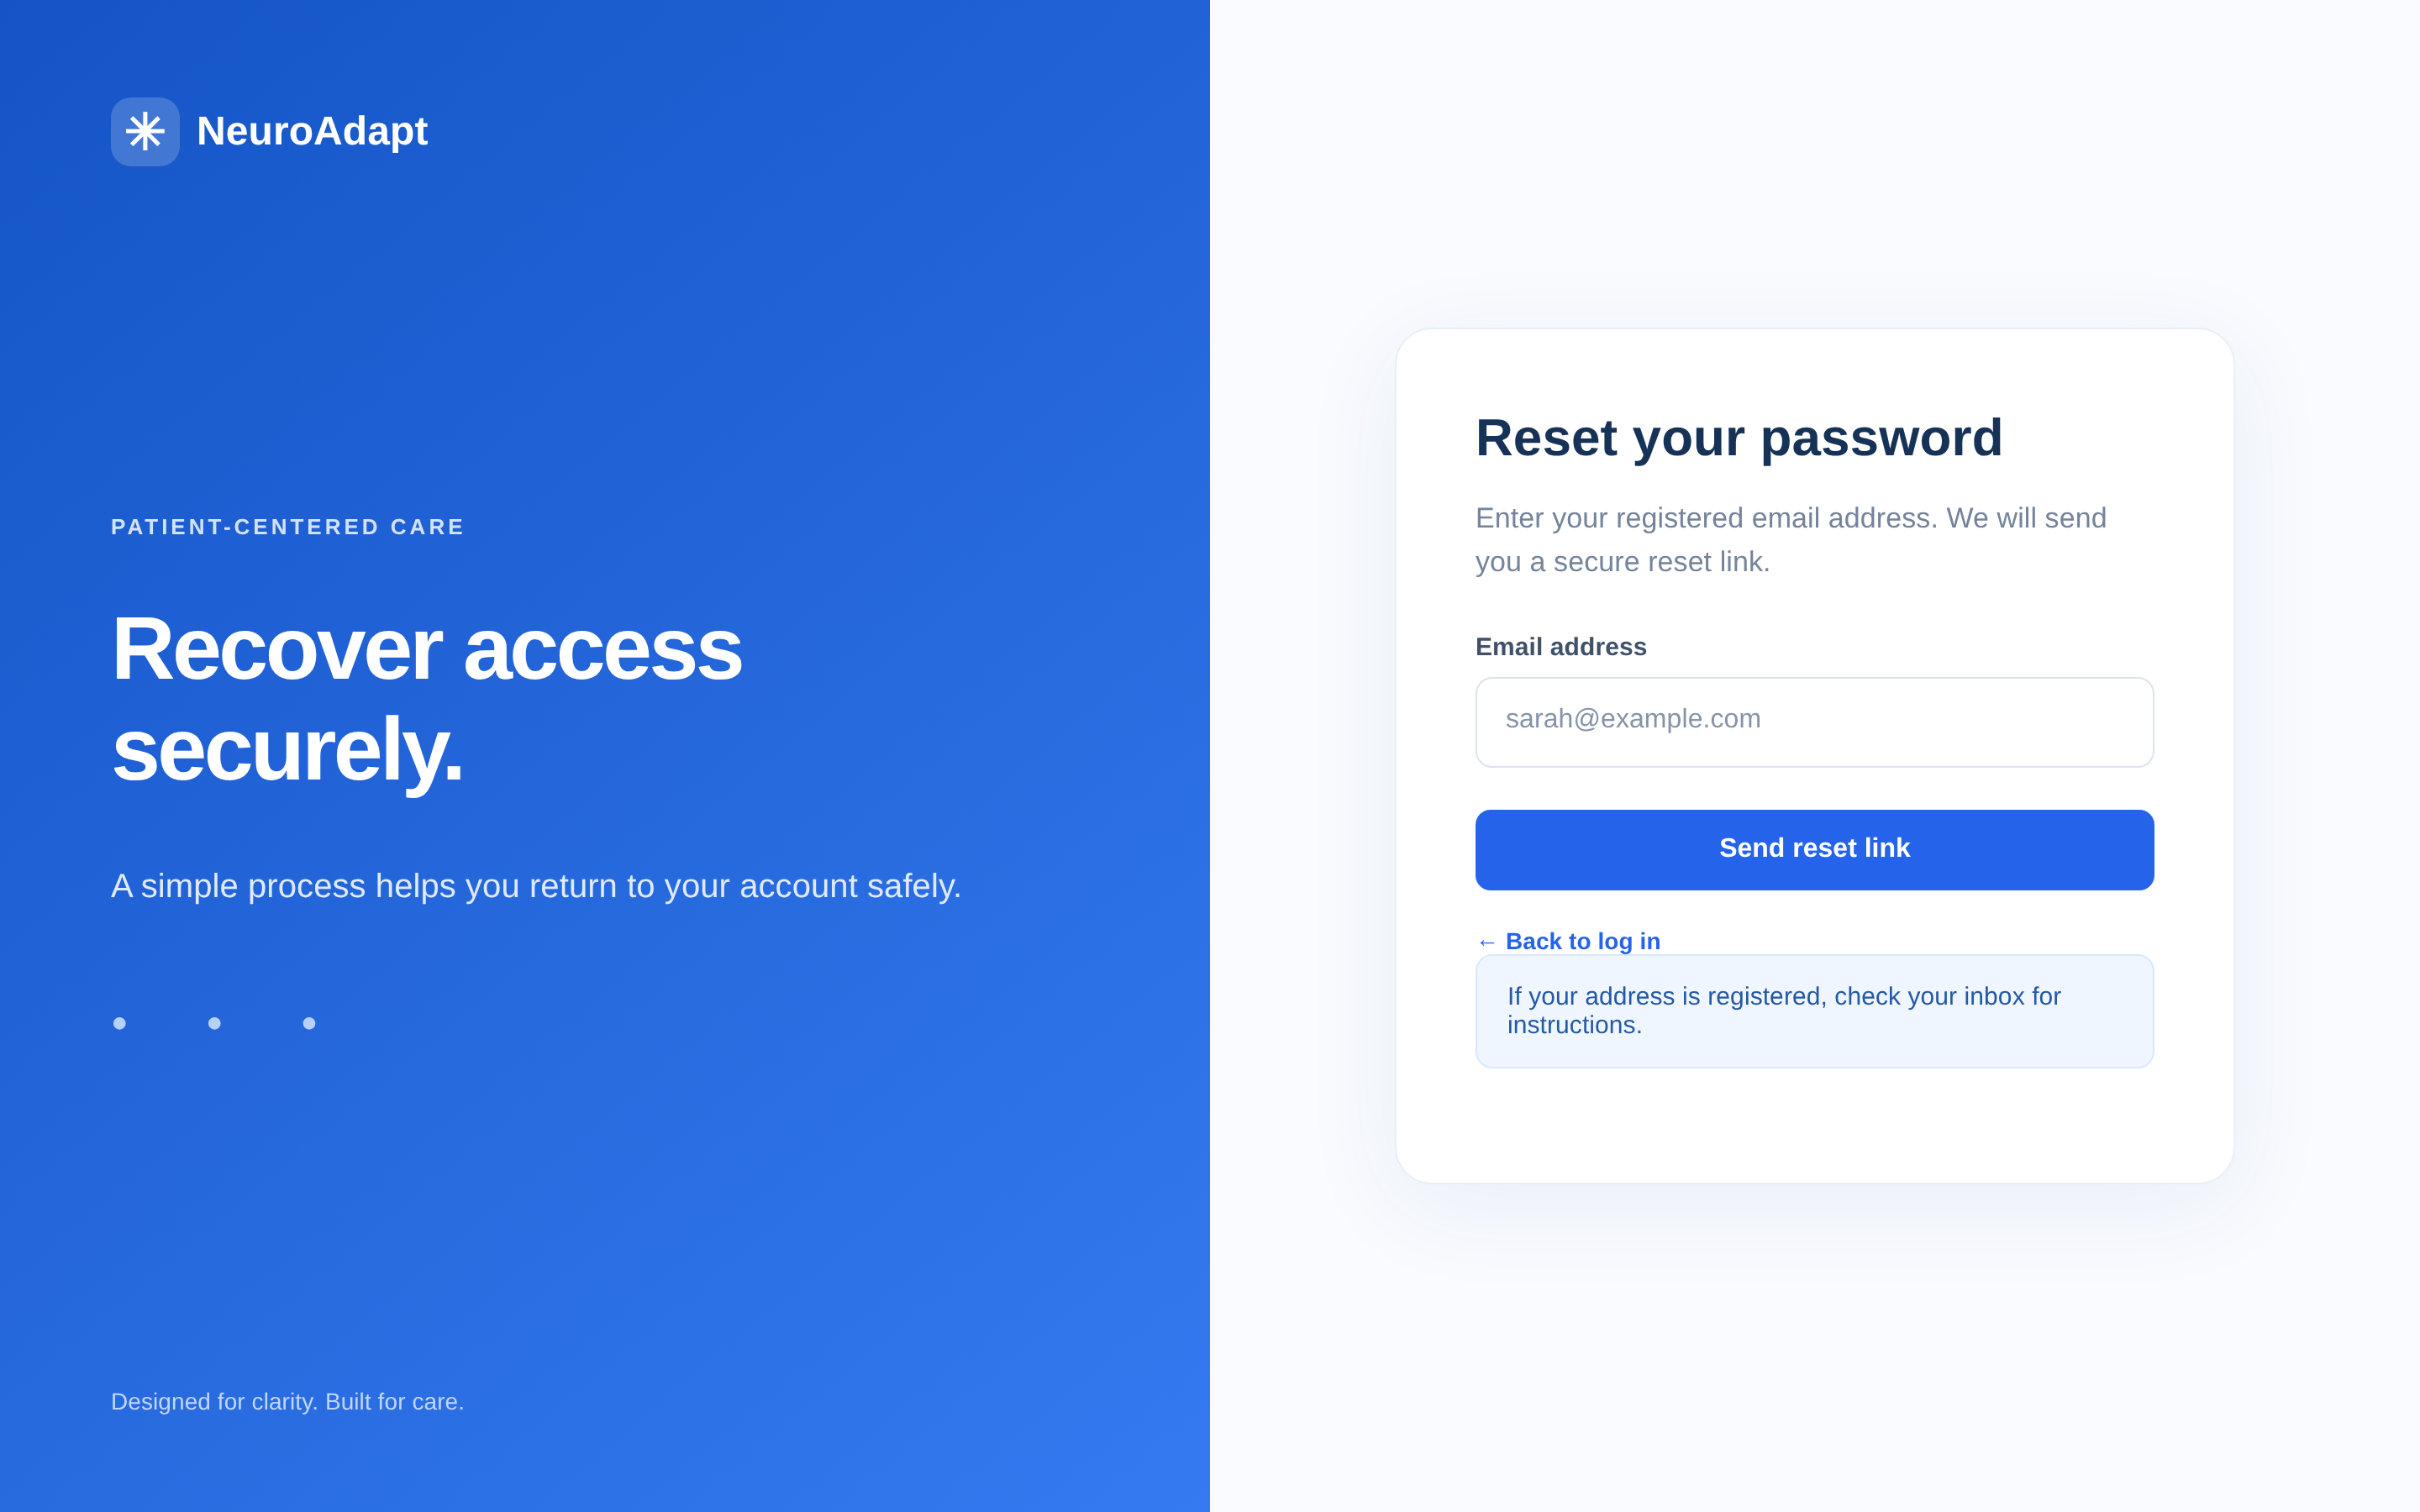 NeuroAdapt
PATIENT-CENTERED CARE
Recover access
securely.
A simple process helps you return to your account safely.
Designed for clarity. Built for care.
Reset your password
Enter your registered email address. We will send
you a secure reset link.
Email address
sarah@example.com
Send reset link
← Back to log in
If your address is registered, check your inbox for
instructions.